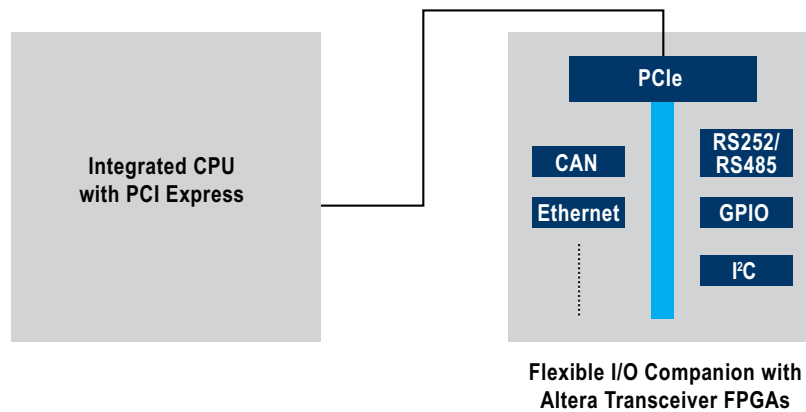 Integrated CPU
with PCI Express
PCIe
CAN
Ethernet
RS252/
RS485
GPIO
I²C
Flexible I/O Companion with
Altera Transceiver FPGAs